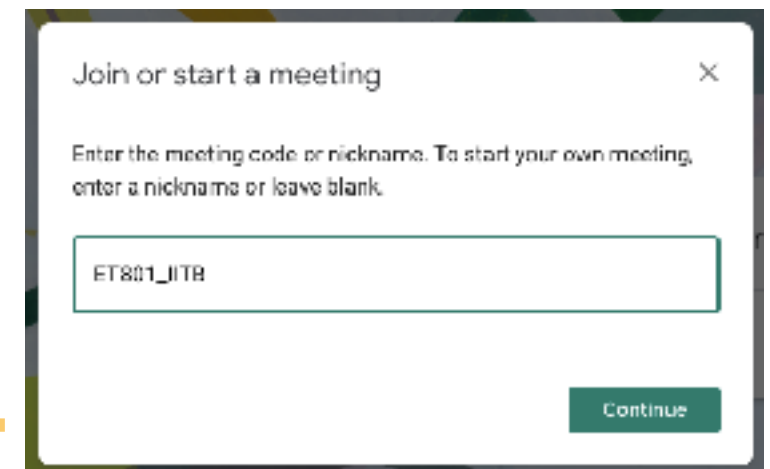 Join or start a meeting
Enter the meeting code or nickname. To start your own meeting,
enter a nickname or leave blank.
ET801_IITB
Continue